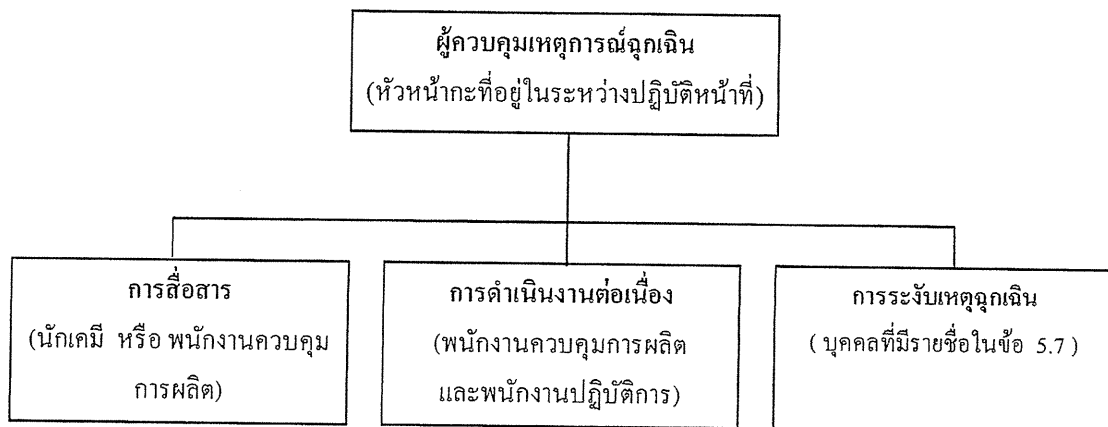 ผู้ควบคุมเหตุการณ์ฉุกเฉิน
(หัวหน้ากะที่อยู่ในระหว่างปฏิบัติหน้าที่)
การสื่อสาร
(นักเคมี หรือ พนักงานควบคุม
การผลิต)
การดำเนินงานต่อเนื่อง
(พนักงานควบคุมการผลิต
และพนักงานปฏิบัติการ)
การระงับเหตุฉุกเฉิน
( บุคคลที่มีรายชื่อในข้อ 5.7 )